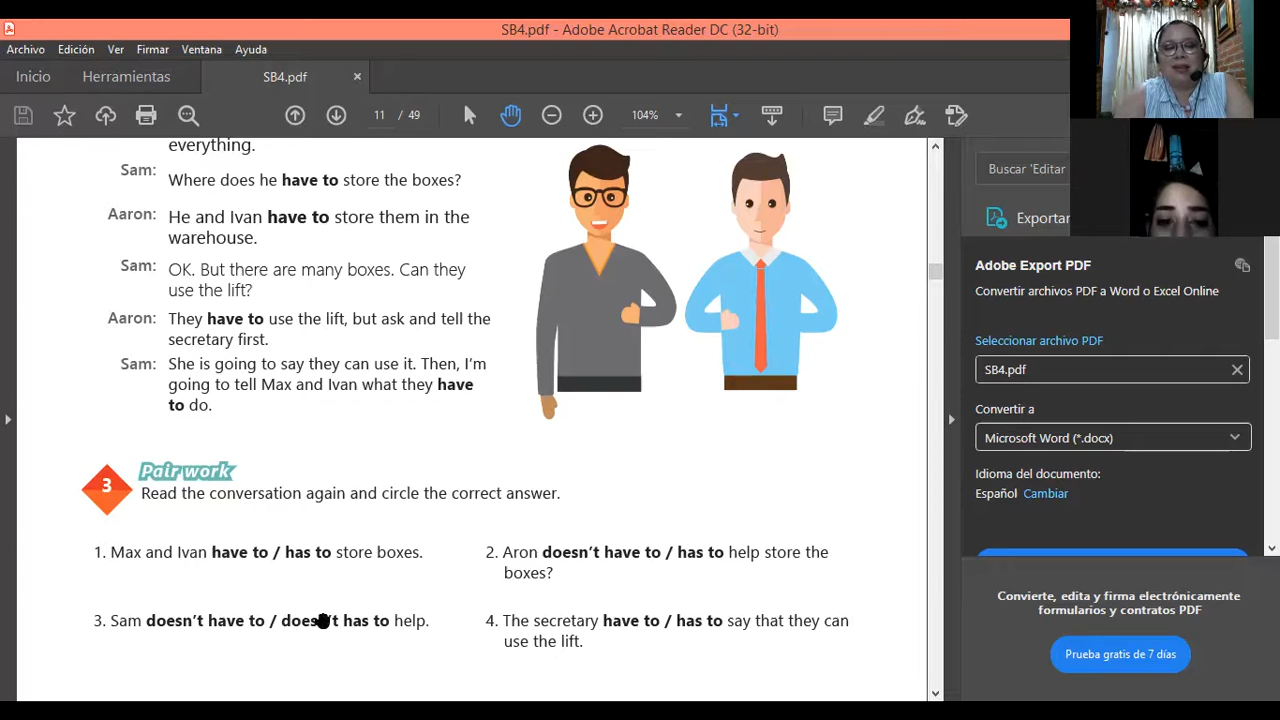 SB4.pdf - Adobe Acrobat Reader DC (32-bit)
Archivo Edición Ver Firmar Ventana Ayuda
Inicio Herramientas SB4.pdf ×
11 / 49 104%
everything.
Sam: Where does he have to store the boxes?
Aaron: He and Ivan have to store them in the
warehouse.
Sam: OK. But there are many boxes. Can they
use the lift?
Aaron: They have to use the lift, but ask and tell the
secretary first.
Sam: She is going to say they can use it. Then, I'm
going to tell Max and Ivan what they have
to do.
3 Pair work
Read the conversation again and circle the correct answer.
1. Max and Ivan have to / has to store boxes.
2. Aron doesn't have to / has to help store the
boxes?
3. Sam doesn't have to / doesn't has to help.
4. The secretary have to / has to say that they can
use the lift.
Buscar 'Editar
Exportar
Adobe Export PDF
Convertir archivos PDF a Word o Excel Online
Seleccionar archivo PDF
SB4.pdf
Convertir a
Microsoft Word (*.docx)
Idioma del documento:
Español Cambiar
Convierte, edita y firma electrónicamente
formularios y contratos PDF
Prueba gratis de 7 días